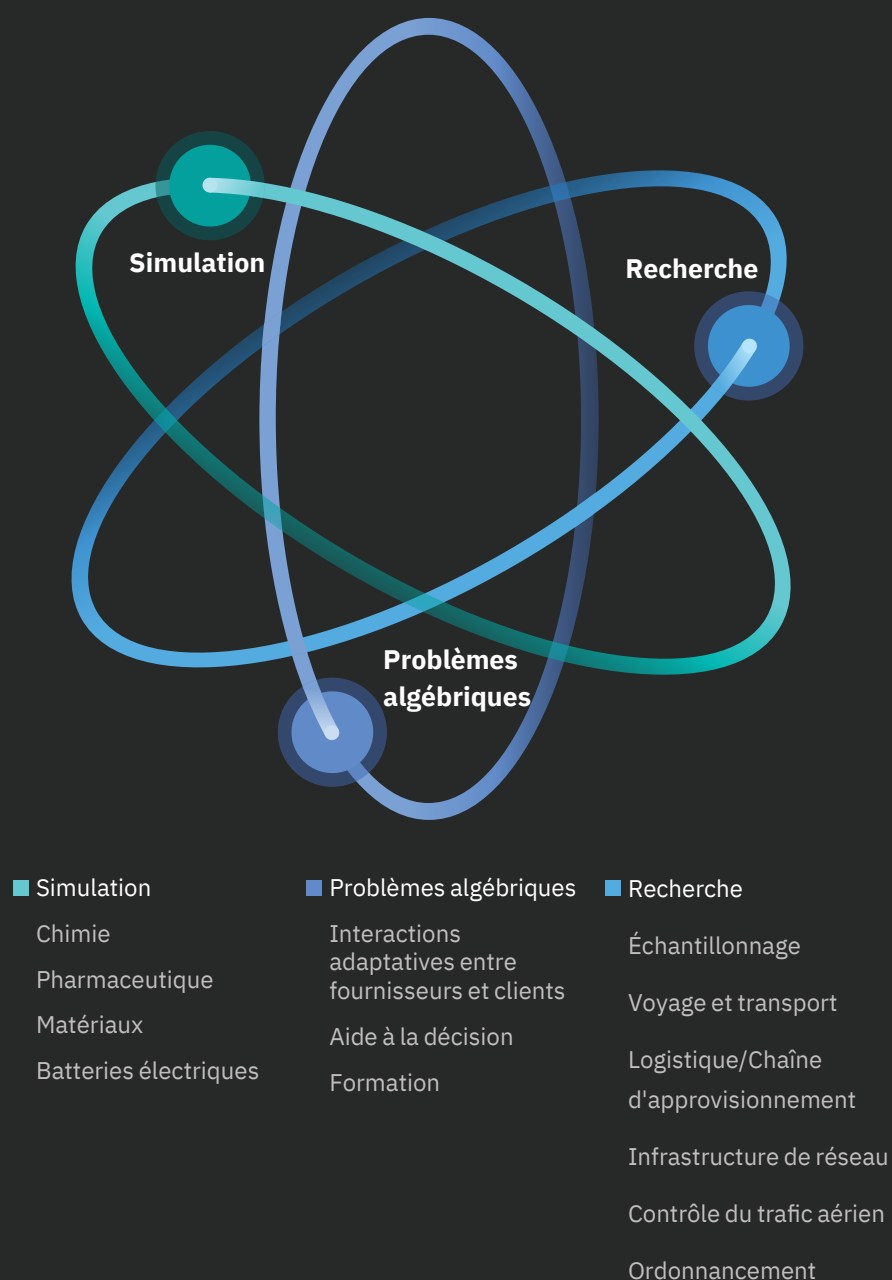 Simulation
Recherche
Problèmes
algébriques
Simulation
Chimie
Pharmaceutique
Matériaux
Batteries électriques
Problèmes algébriques
Interactions
adaptatives entre
fournisseurs et clients
Aide à la décision
Formation
Recherche
Échantillonnage
Voyage et transport
Logistique/Chaîne
d'approvisionnement
Infrastructure de réseau
Contrôle du trafic aérien
Ordonnancement